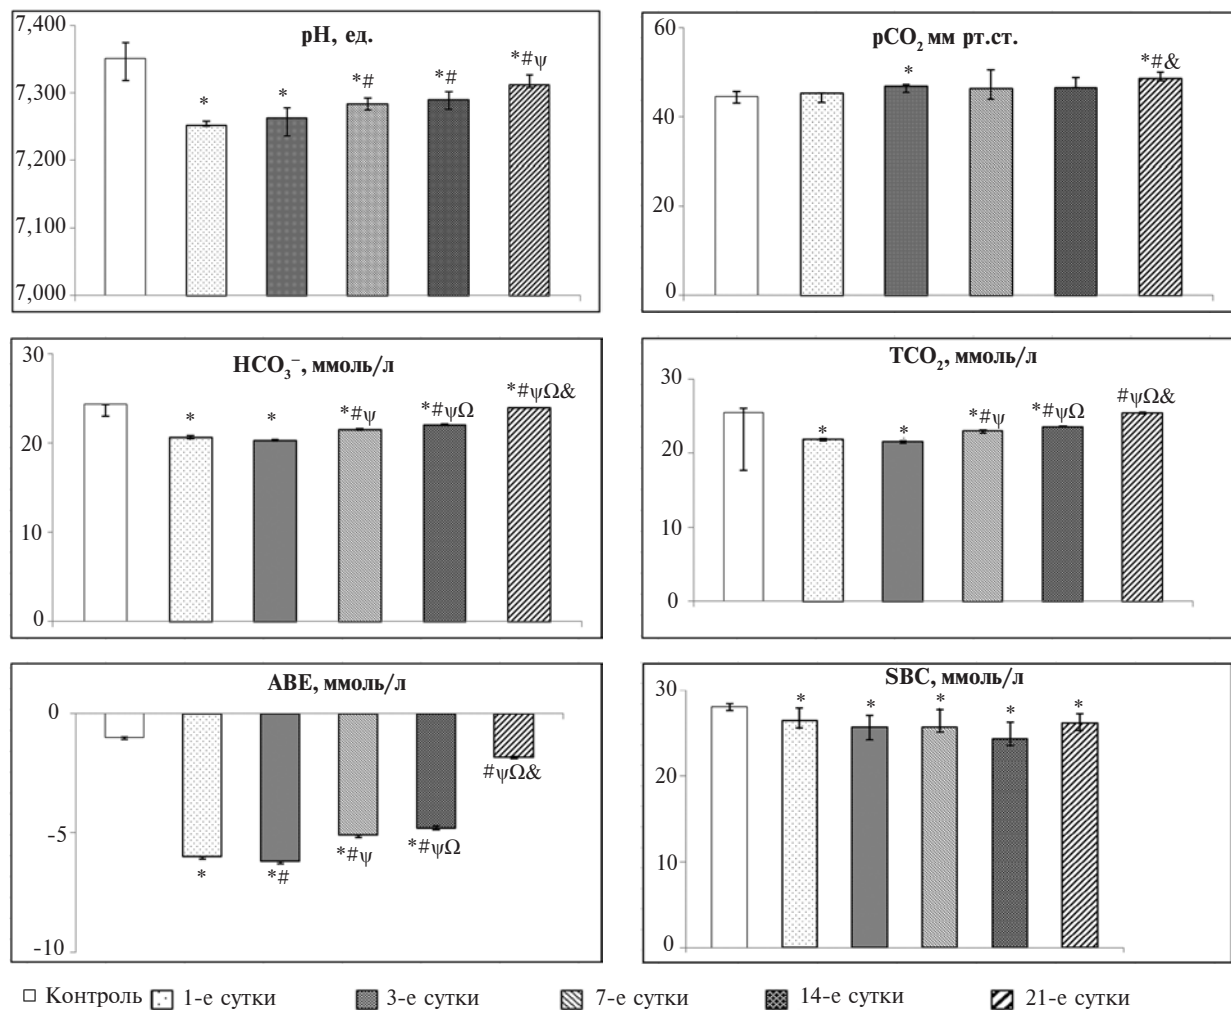 pH, ед.
7,400
7,300
7,200
7,100
7,000
*
*
*#
*#
*#ψ
pCO₂ мм рт.ст.
60
40
20
0
*
*#&
HCO₃⁻, ммоль/л
30
20
10
0
*
*
*#ψ
*#ψΩ
*#ψΩ&
TCO₂, ммоль/л
30
20
10
0
*
*
*#ψ
*#ψΩ
#ψΩ&
ABE, ммоль/л
0
-5
-10
*
*#
*#ψ
*#ψΩ
#ψΩ&
SBC, ммоль/л
30
20
10
0
*
*
*
*
*
Контроль 1-е сутки 3-е сутки 7-е сутки 14-е сутки 21-е сутки